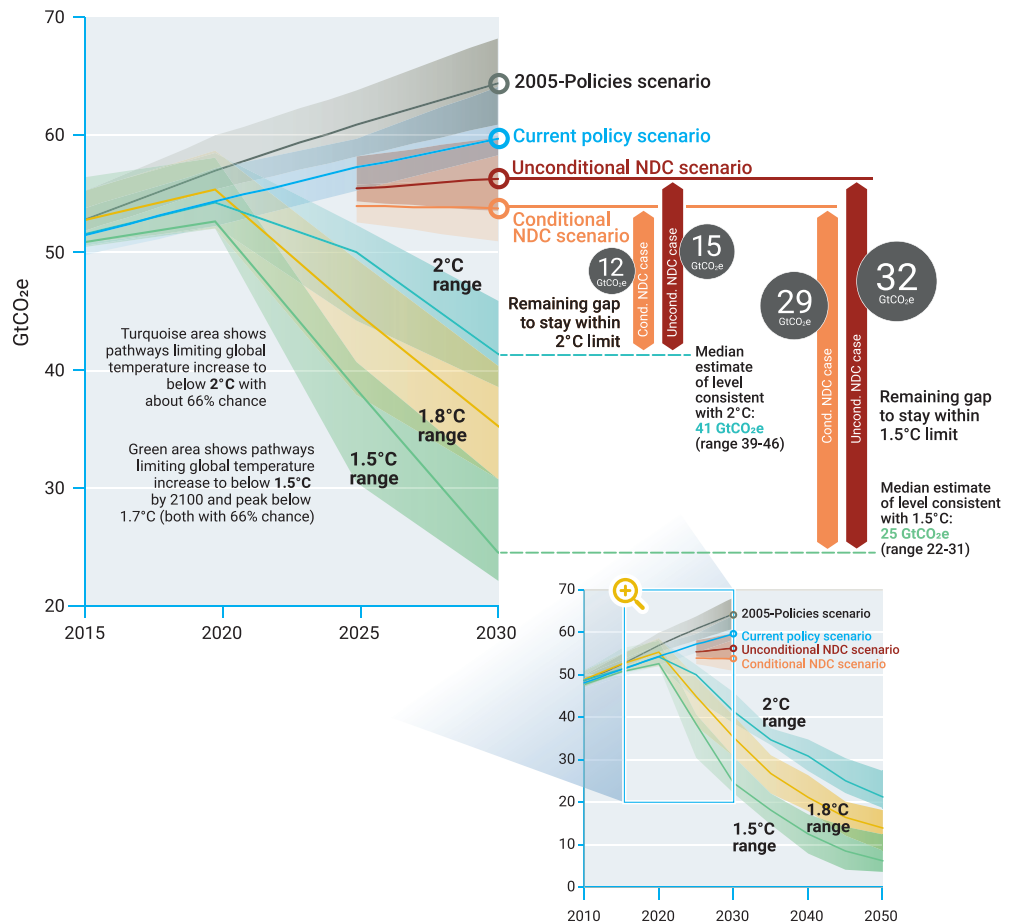 70
60
50
40
30
20
GtCO₂e
2015
2020
2025
2030
2005-Policies scenario
Current policy scenario
Unconditional NDC scenario
Conditional
NDC scenario
2°C
range
1.8°C
range
1.5°C
range
Turquoise area shows
pathways limiting global
temperature increase to
below 2°C with
about 66% chance
Green area shows pathways
limiting global temperature
increase to below 1.5°C
by 2100 and peak below
1.7°C (both with 66% chance)
12
GtCO₂e
15
GtCO₂e
Remaining gap
to stay within
2°C limit
Cond. NDC case
Uncond. NDC case
Median
estimate
of level
consistent
with 2°C:
41 GtCO₂e
(range 39-46)
29
GtCO₂e
32
GtCO₂e
Cond. NDC case
Uncond. NDC case
Remaining gap
to stay within
1.5°C limit
Median estimate
of level consistent
with 1.5°C:
25 GtCO₂e
(range 22-31)
70
60
50
40
30
20
10
0
2010
2020
2030
2040
2050
2005-Policies scenario
Current policy scenario
Unconditional NDC scenario
Conditional NDC scenario
2°C
range
1.8°C
range
1.5°C
range